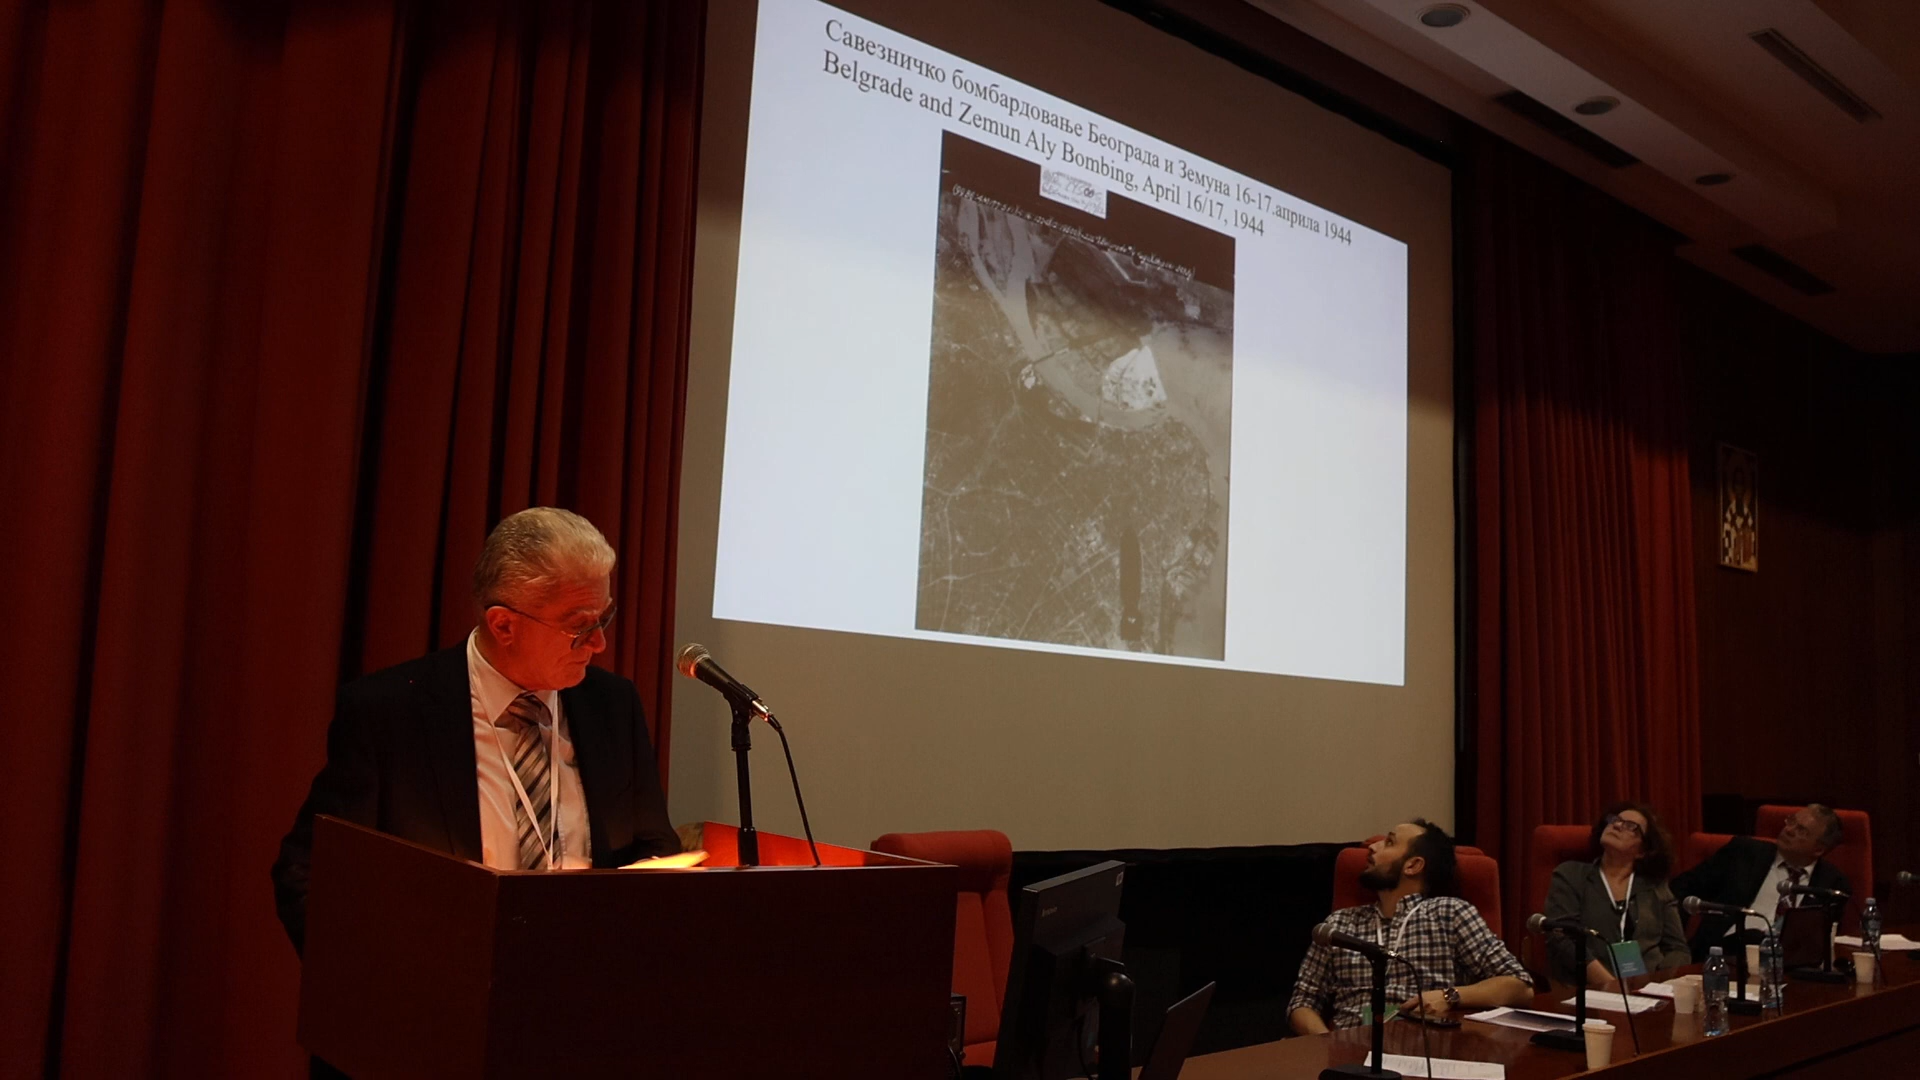 Савезничко бомбардовање Београда и Земуна 16-17.априла 1944
Belgrade and Zemun Aly Bombing, April 16/17, 1944